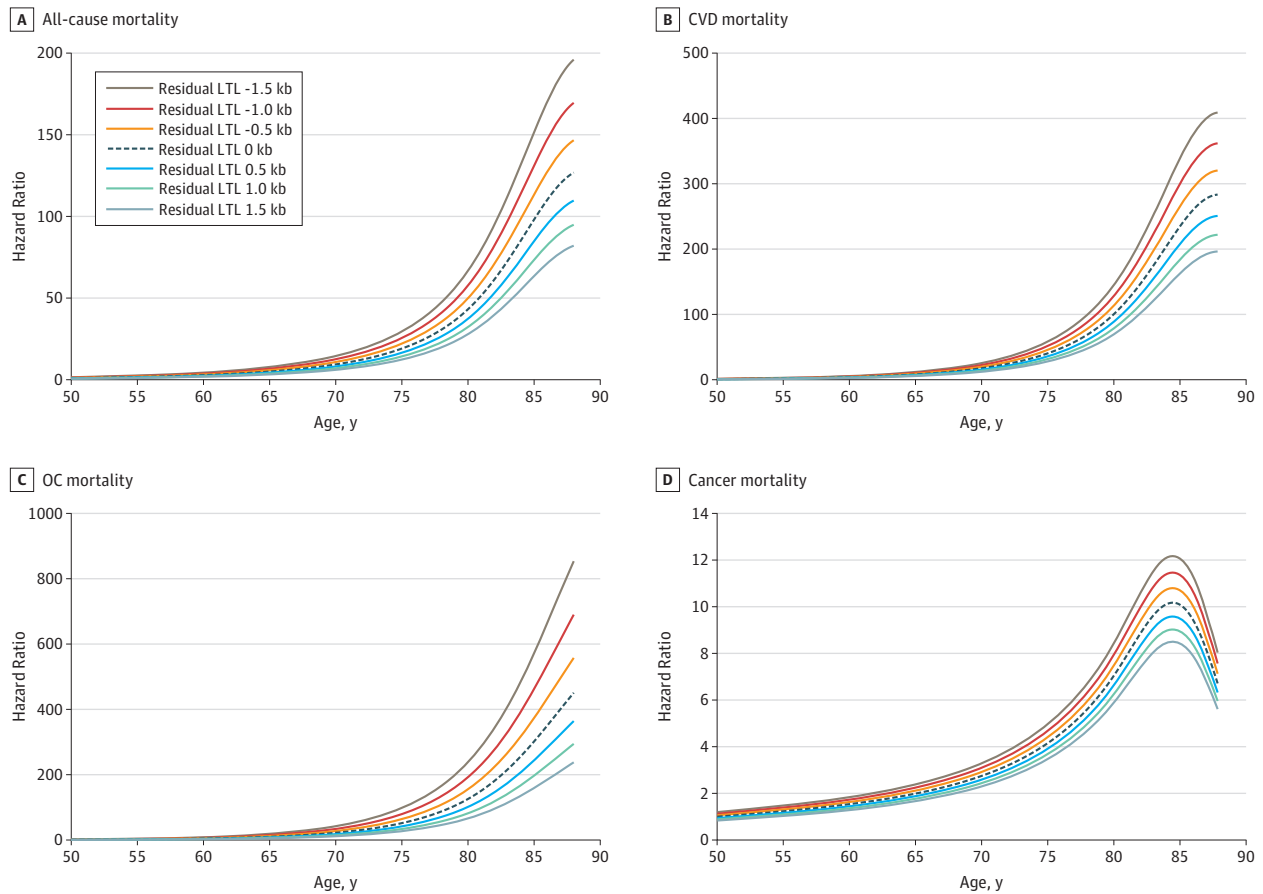 A All-cause mortality
200
150
100
50
0
Hazard Ratio
Residual LTL -1.5 kb
Residual LTL -1.0 kb
Residual LTL -0.5 kb
Residual LTL 0 kb
Residual LTL 0.5 kb
Residual LTL 1.0 kb
Residual LTL 1.5 kb
50 55 60 65 70 75 80 85 90
Age, y
B CVD mortality
500
400
300
200
100
0
Hazard Ratio
50 55 60 65 70 75 80 85 90
Age, y
C OC mortality
1000
800
600
400
200
0
Hazard Ratio
50 55 60 65 70 75 80 85 90
Age, y
D Cancer mortality
14
12
10
8
6
4
2
0
Hazard Ratio
50 55 60 65 70 75 80 85 90
Age, y